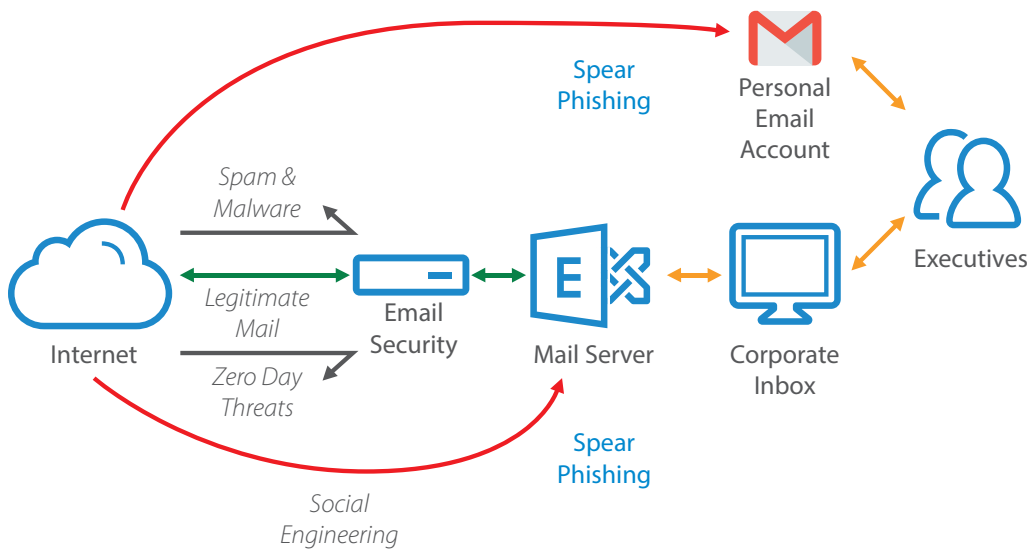 Spear
Phishing
Personal
Email
Account
Spam &
Malware
Executives
E
Legitimate
Mail
Email
Security
Internet
Mail Server
Corporate
Inbox
Zero Day
Threats
Spear
Phishing
Social
Engineering